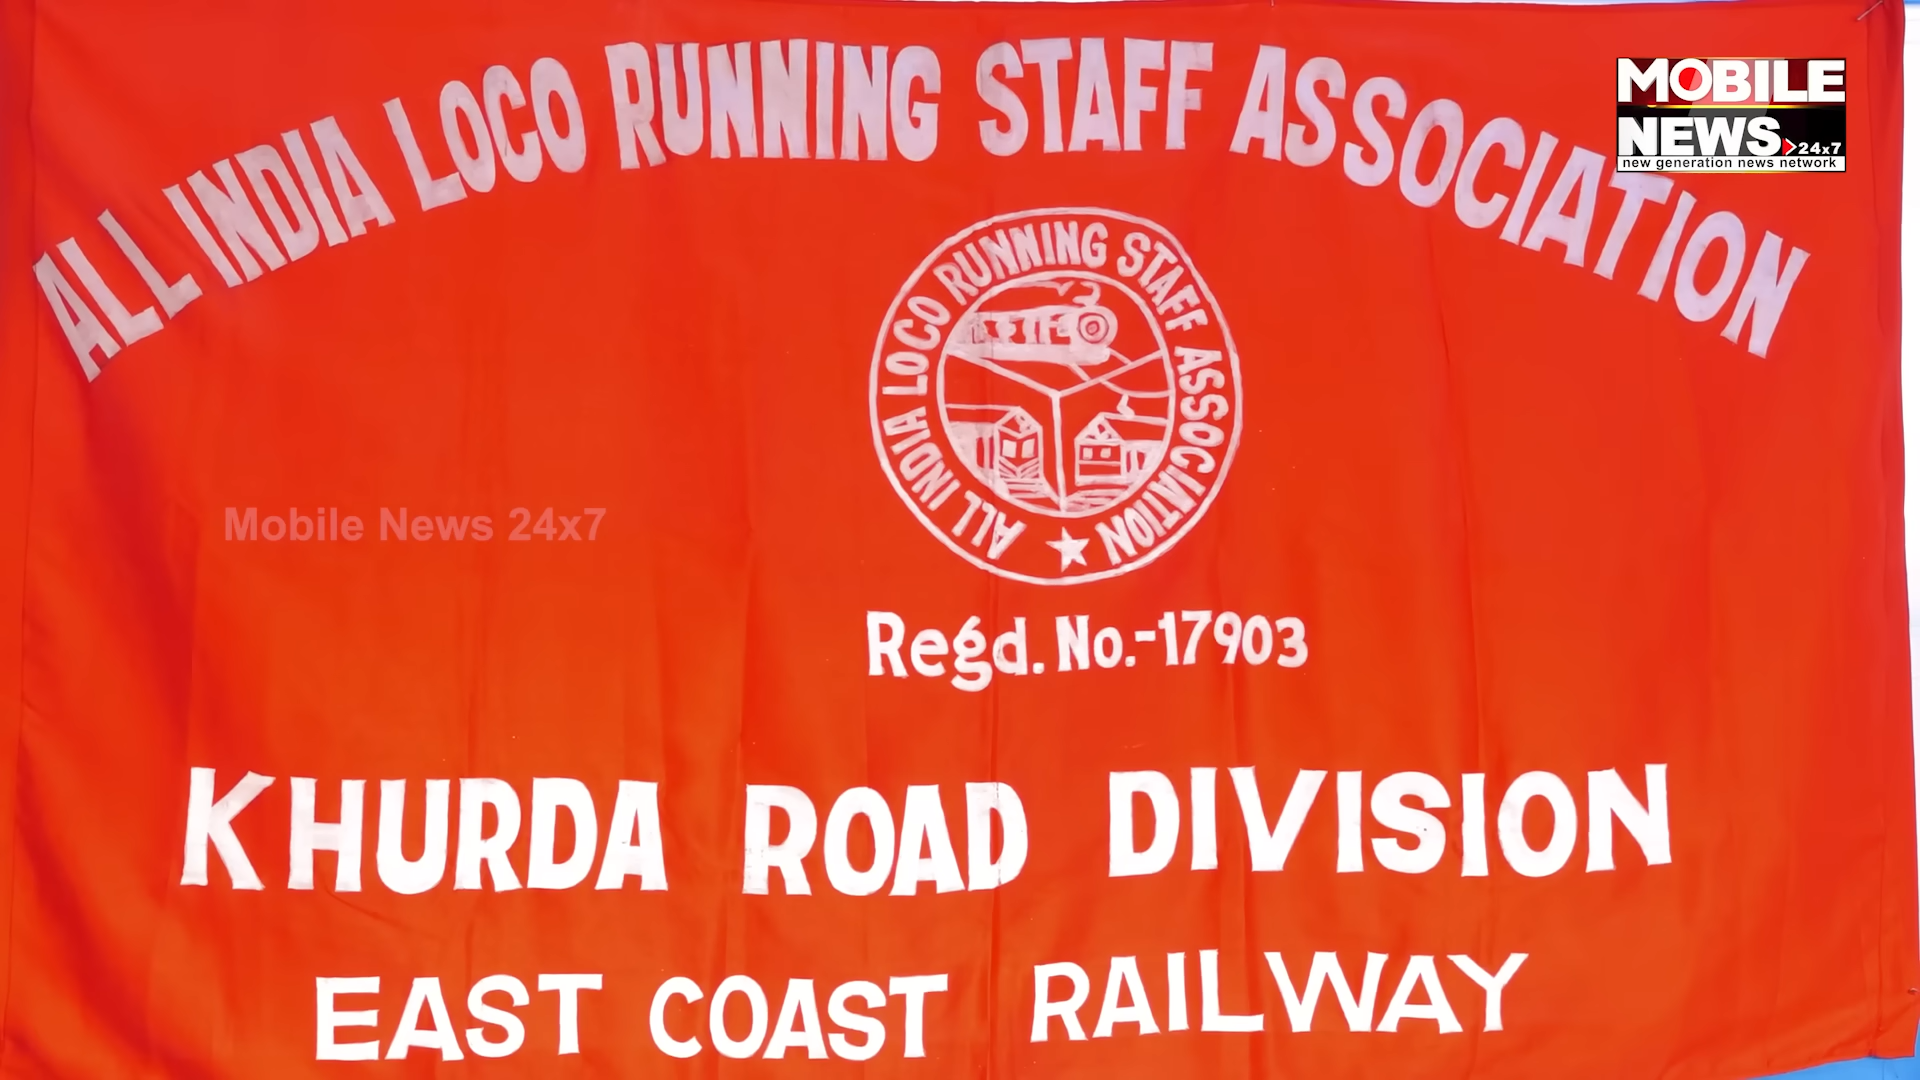 ALL INDIA LOCO RUNNING STAFF ASSOCIATION
MOBILE
NEWS 24x7
new generation news network
ALL INDIA LOCO RUNNING STAFF ASSOCIATION
Mobile News 24x7
Regd. No.-17903
KHURDA ROAD DIVISION
EAST COAST RAILWAY